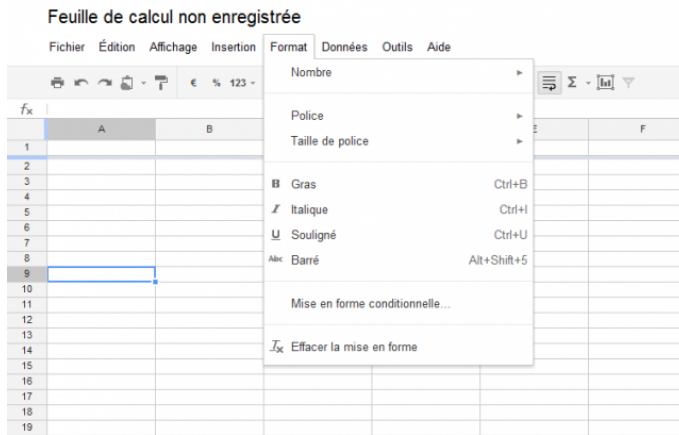 Feuille de calcul non enregistrée
Fichier Édition Affichage Insertion Format Données Outils Aide
€ % 123
Nombre
fx
Police
A B E F
Taille de police
1
2
3
B Gras Ctrl+B
4
I Italique Ctrl+I
5
6
U Souligné Ctrl+U
7
8
Abc Barré Alt+Shift+5
9
10
11
Mise en forme conditionnelle...
12
13
14
Effacer la mise en forme
15
16
17
18
19